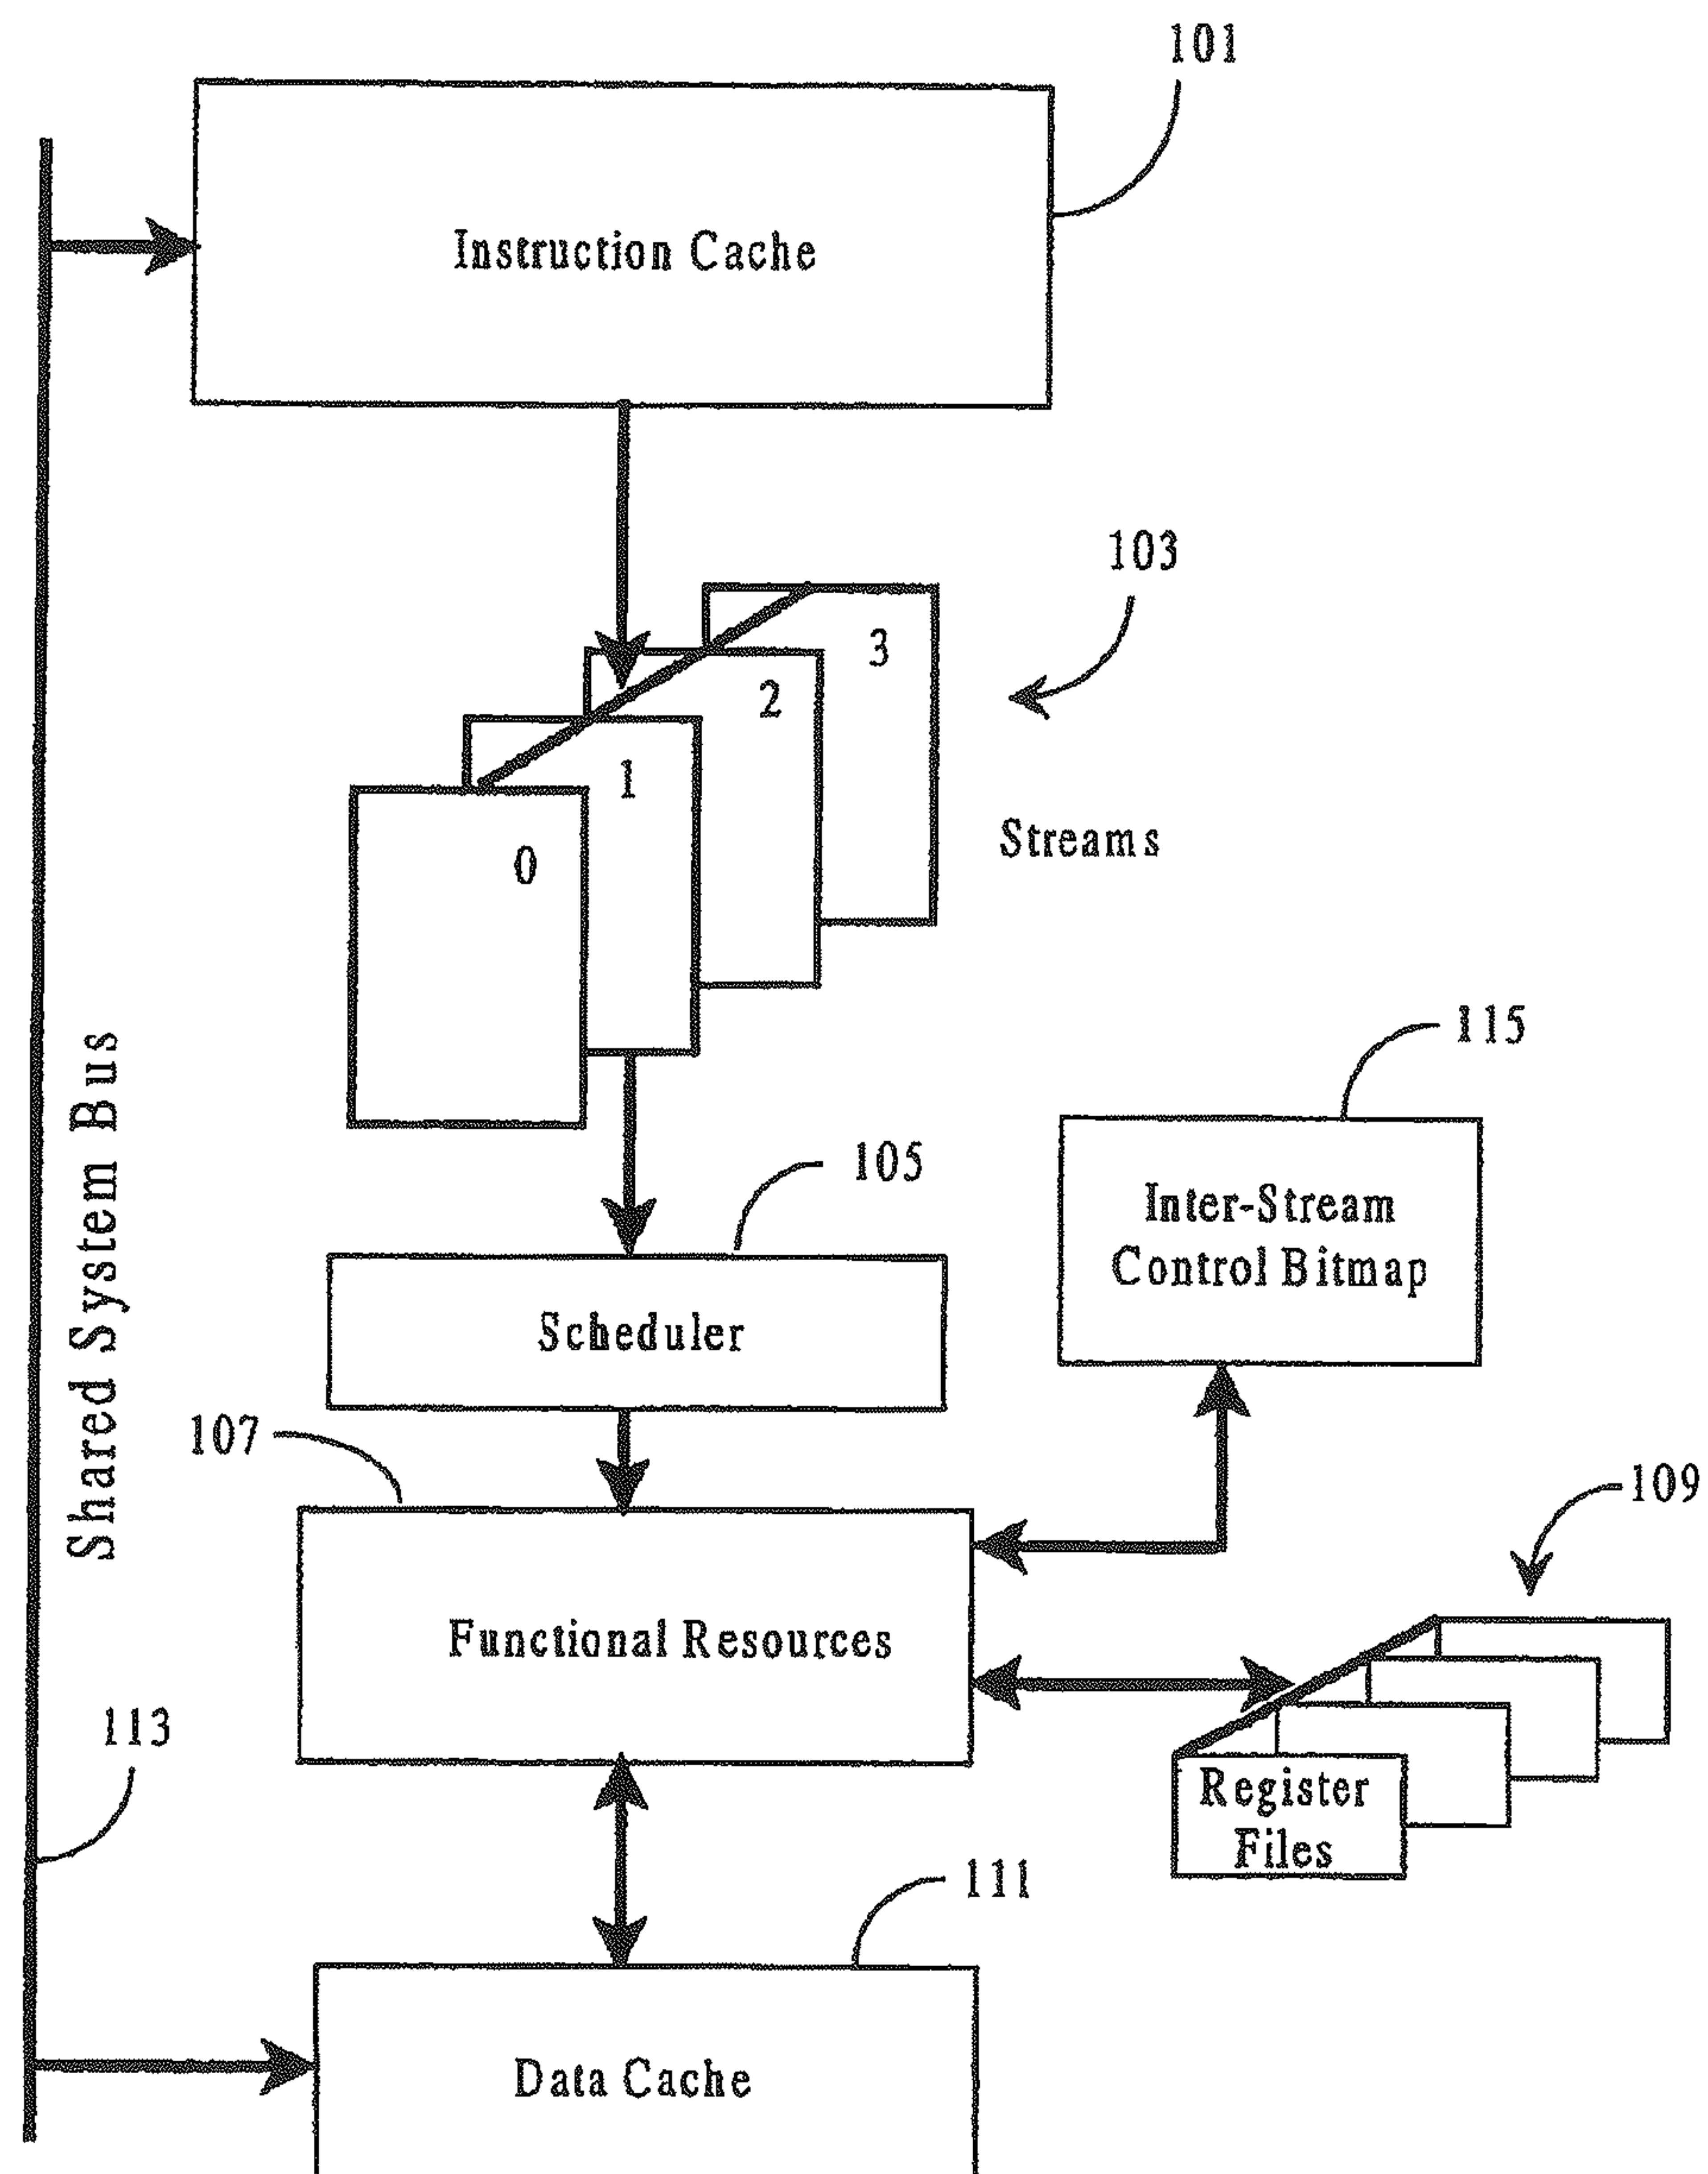 101
Instruction Cache
103
3
2
1
0
Streams
Shared System Bus
115
Inter-Stream
Control Bitmap
105
Scheduler
107
109
Functional Resources
113
Register
Files
111
Data Cache